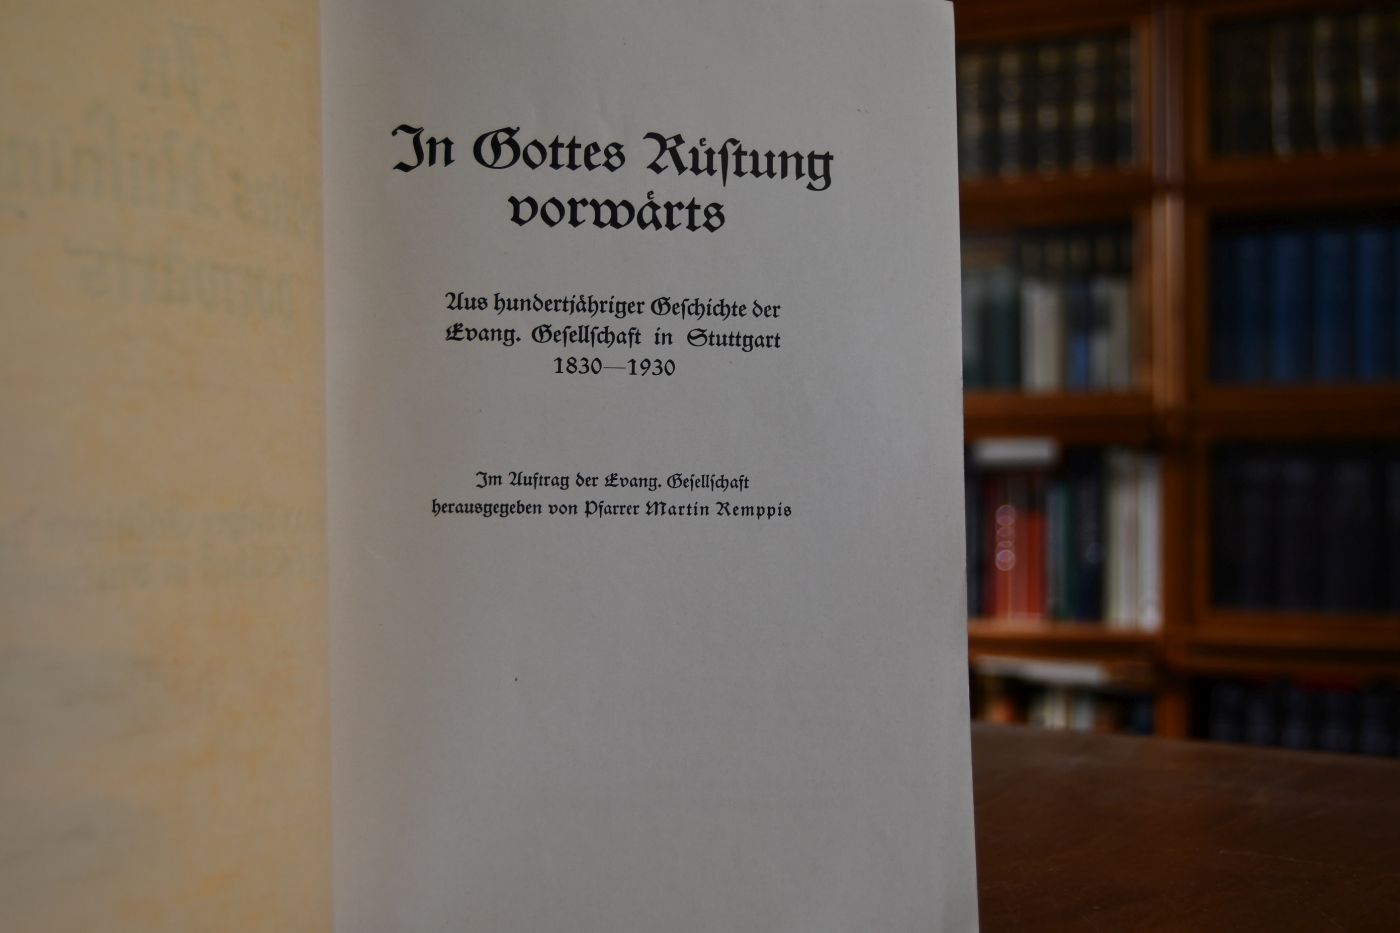 In Gottes Rüſtung
vorwärts
Aus hundertjähriger Geſchichte der
Evang. Geſellſchaft in Stuttgart
1830—1930
Im Auftrag der Evang. Geſellſchaft
herausgegeben von Pfarrer Martin Remppis